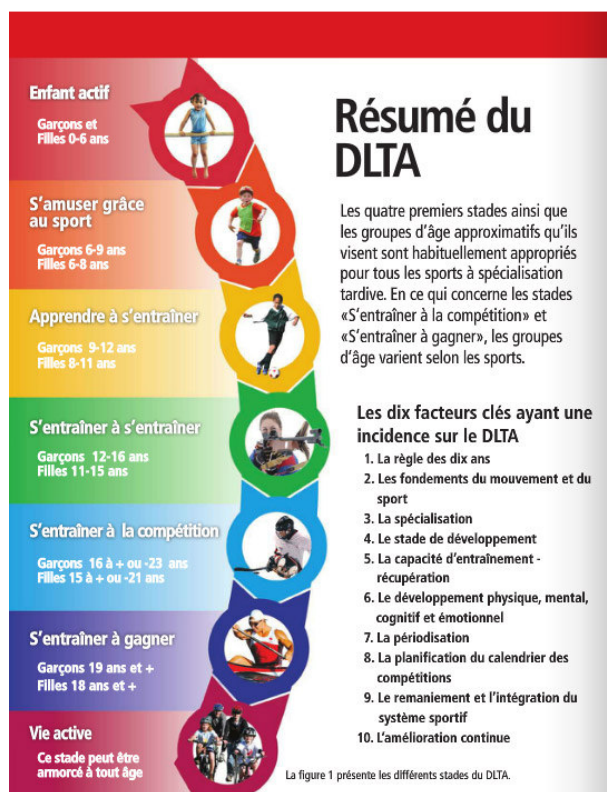 Enfant actif
Garçons et
Filles 0-6 ans
S'amuser grâce
au sport
Garçons 6-9 ans
Filles 6-8 ans
Apprendre à s'entraîner
Garçons 9-12 ans
Filles 8-11 ans
S'entraîner à s'entraîner
Garçons 12-16 ans
Filles 11-15 ans
S'entraîner à la compétition
Garçons 16 à + ou -23 ans
Filles 15 à + ou -21 ans
S'entraîner à gagner
Garçons 19 ans et +
Filles 18 ans et +
Vie active
Ce stade peut être
armorcé à tout âge
Résumé du
DLTA
Les quatre premiers stades ainsi que
les groupes d'âge approximatifs qu'ils
visent sont habituellement appropriés
pour tous les sports à spécialisation
tardive. En ce qui concerne les stades
«S'entraîner à la compétition» et
«S'entraîner à gagner», les groupes
d'âge varient selon les sports.
Les dix facteurs clés ayant une
incidence sur le DLTA
1. La règle des dix ans
2. Les fondements du mouvement et du
sport
3. La spécialisation
4. Le stade de développement
5. La capacité d'entraînement -
récupération
6. Le développement physique, mental,
cognitif et émotionnel
7. La périodisation
8. La planification du calendrier des
compétitions
9. Le remaniement et l'intégration du
système sportif
10. L'amélioration continue
La figure 1 présente les différents stades du DLTA.